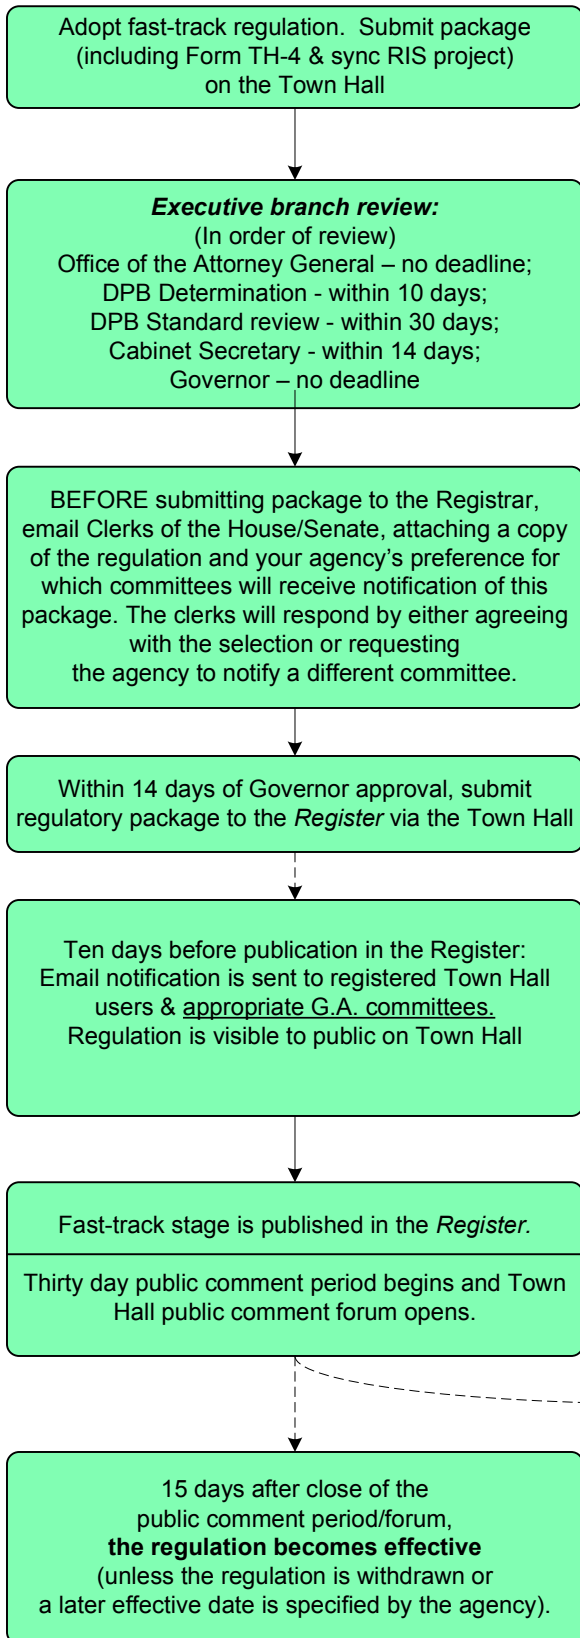 Adopt fast-track regulation.  Submit package
(including Form TH-4 & sync RIS project)
on the Town Hall
Executive branch review:
(In order of review)
Office of the Attorney General – no deadline;
DPB Determination - within 10 days;
DPB Standard review - within 30 days;
Cabinet Secretary - within 14 days;
Governor – no deadline
BEFORE submitting package to the Registrar,
email Clerks of the House/Senate, attaching a copy
of the regulation and your agency’s preference for
which committees will receive notification of this
package. The clerks will respond by either agreeing
with the selection or requesting
the agency to notify a different committee.
Within 14 days of Governor approval, submit
regulatory package to the Register via the Town Hall
Ten days before publication in the Register:
Email notification is sent to registered Town Hall
users & appropriate G.A. committees.
Regulation is visible to public on Town Hall
Fast-track stage is published in the Register.
Thirty day public comment period begins and Town
Hall public comment forum opens.
15 days after close of the
public comment period/forum,
the regulation becomes effective
(unless the regulation is withdrawn or
a later effective date is specified by the agency).